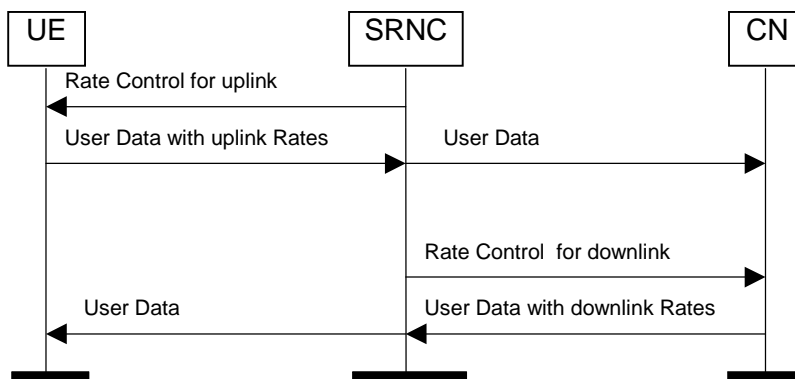 UE
SRNC
CN
Rate Control for uplink
User Data with uplink Rates
User Data
Rate Control for downlink
User Data
User Data with downlink Rates